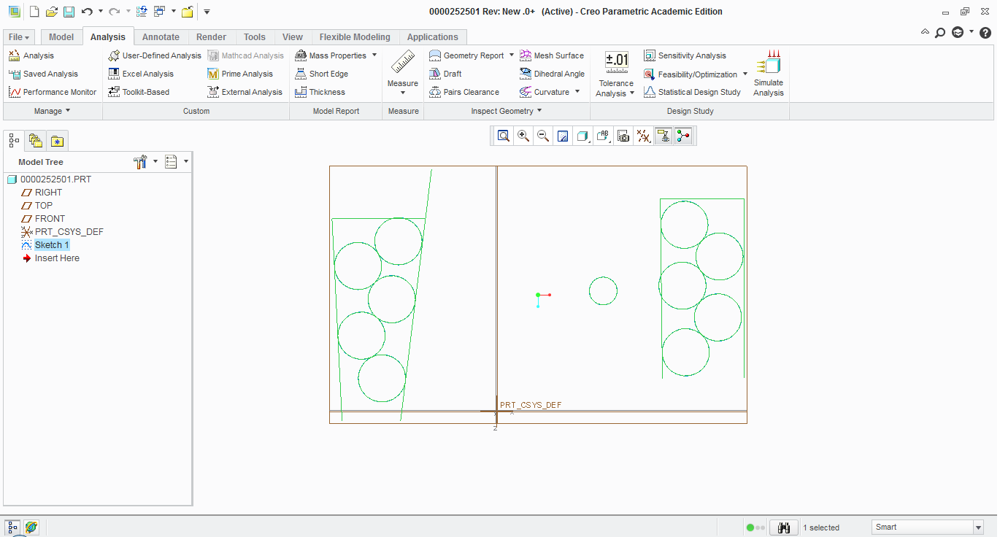 0000252501 Rev: New .0+ (Active) - Creo Parametric Academic Edition
File Model Analysis Annotate Render Tools View Flexible Modeling Applications
Analysis
Saved Analysis
Performance Monitor
Manage
User-Defined Analysis
Excel Analysis
Toolkit-Based
Mathcad Analysis
Prime Analysis
External Analysis
Custom
Mass Properties
Short Edge
Thickness
Model Report
Measure
Measure
Geometry Report
Draft
Pairs Clearance
Mesh Surface
Dihedral Angle
Curvature
Inspect Geometry
±.01
Tolerance
Analysis
Sensitivity Analysis
Feasibility/Optimization
Statistical Design Study
Simulate
Analysis
Design Study
Model Tree
0000252501.PRT
RIGHT
TOP
FRONT
PRT_CSYS_DEF
Sketch 1
Insert Here
PRT_CSYS_DEF
X
Z
1 selected
Smart